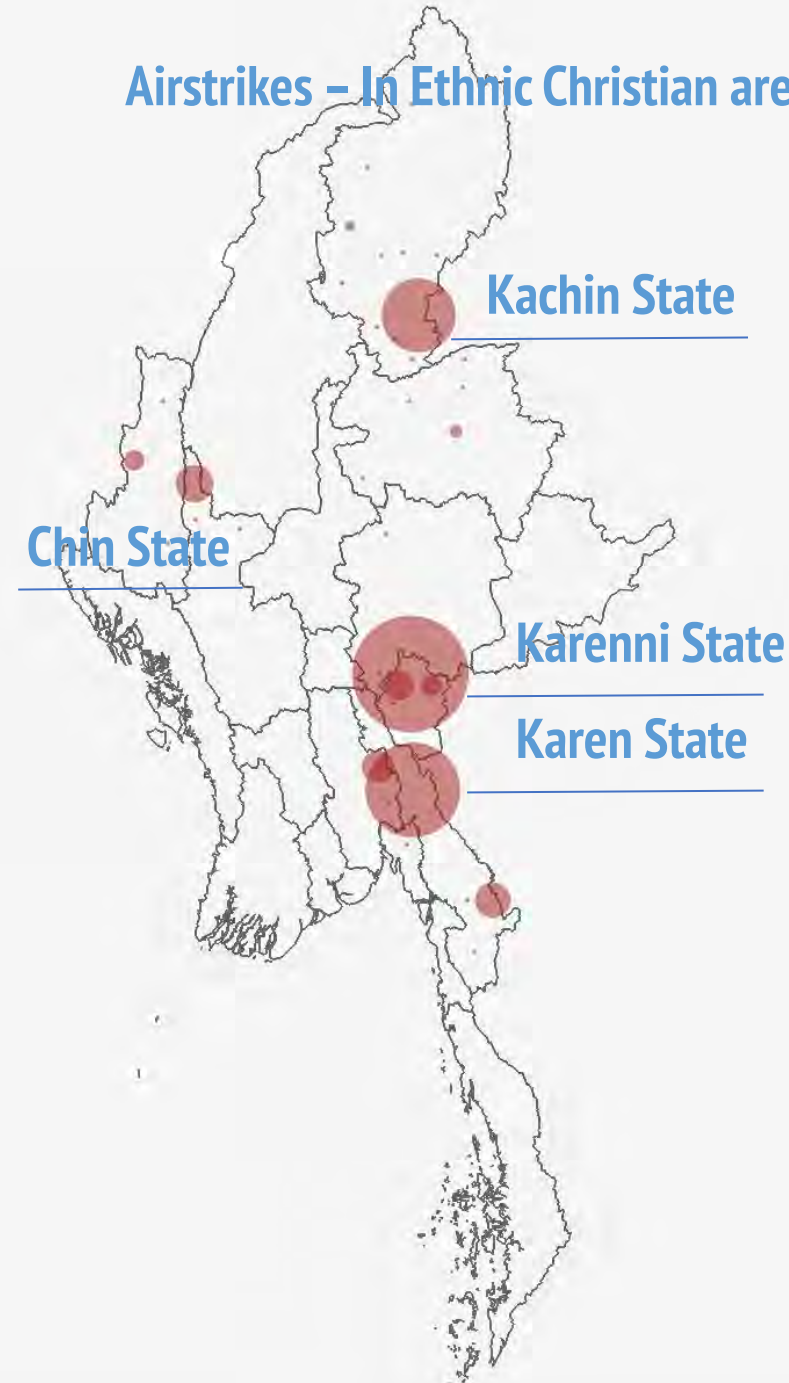 Airstrikes – In Ethnic Christian are
Kachin State
Chin State
Karenni State
Karen State